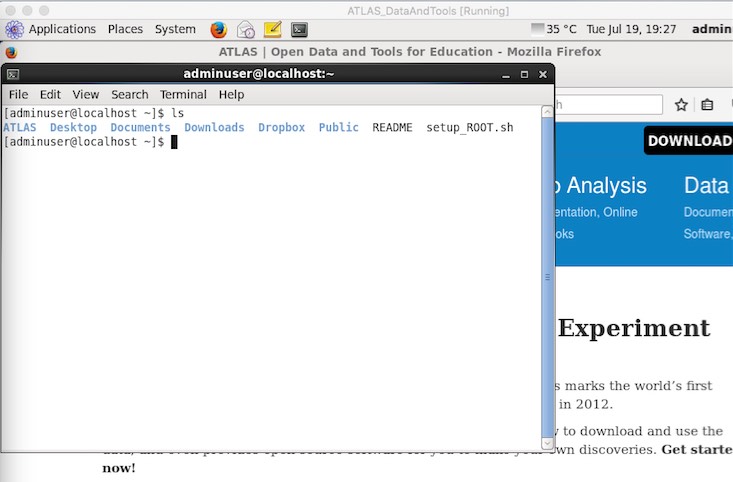 ATLAS_DataAndTools [Running]
Applications Places System 35 °C Tue Jul 19, 19:27 admin
ATLAS | Open Data and Tools for Education - Mozilla Firefox
adminuser@localhost:~
File Edit View Search Terminal Help
[adminuser@localhost ~]$ ls
ATLAS Desktop Documents Downloads Dropbox Public README setup_ROOT.sh
[adminuser@localhost ~]$
DOWNLOAD
Analysis Data
entation, Online Documen
oks Software,
Experiment
s marks the world's first
in 2012.
to download and use the
own discoveries. Get starte
now!